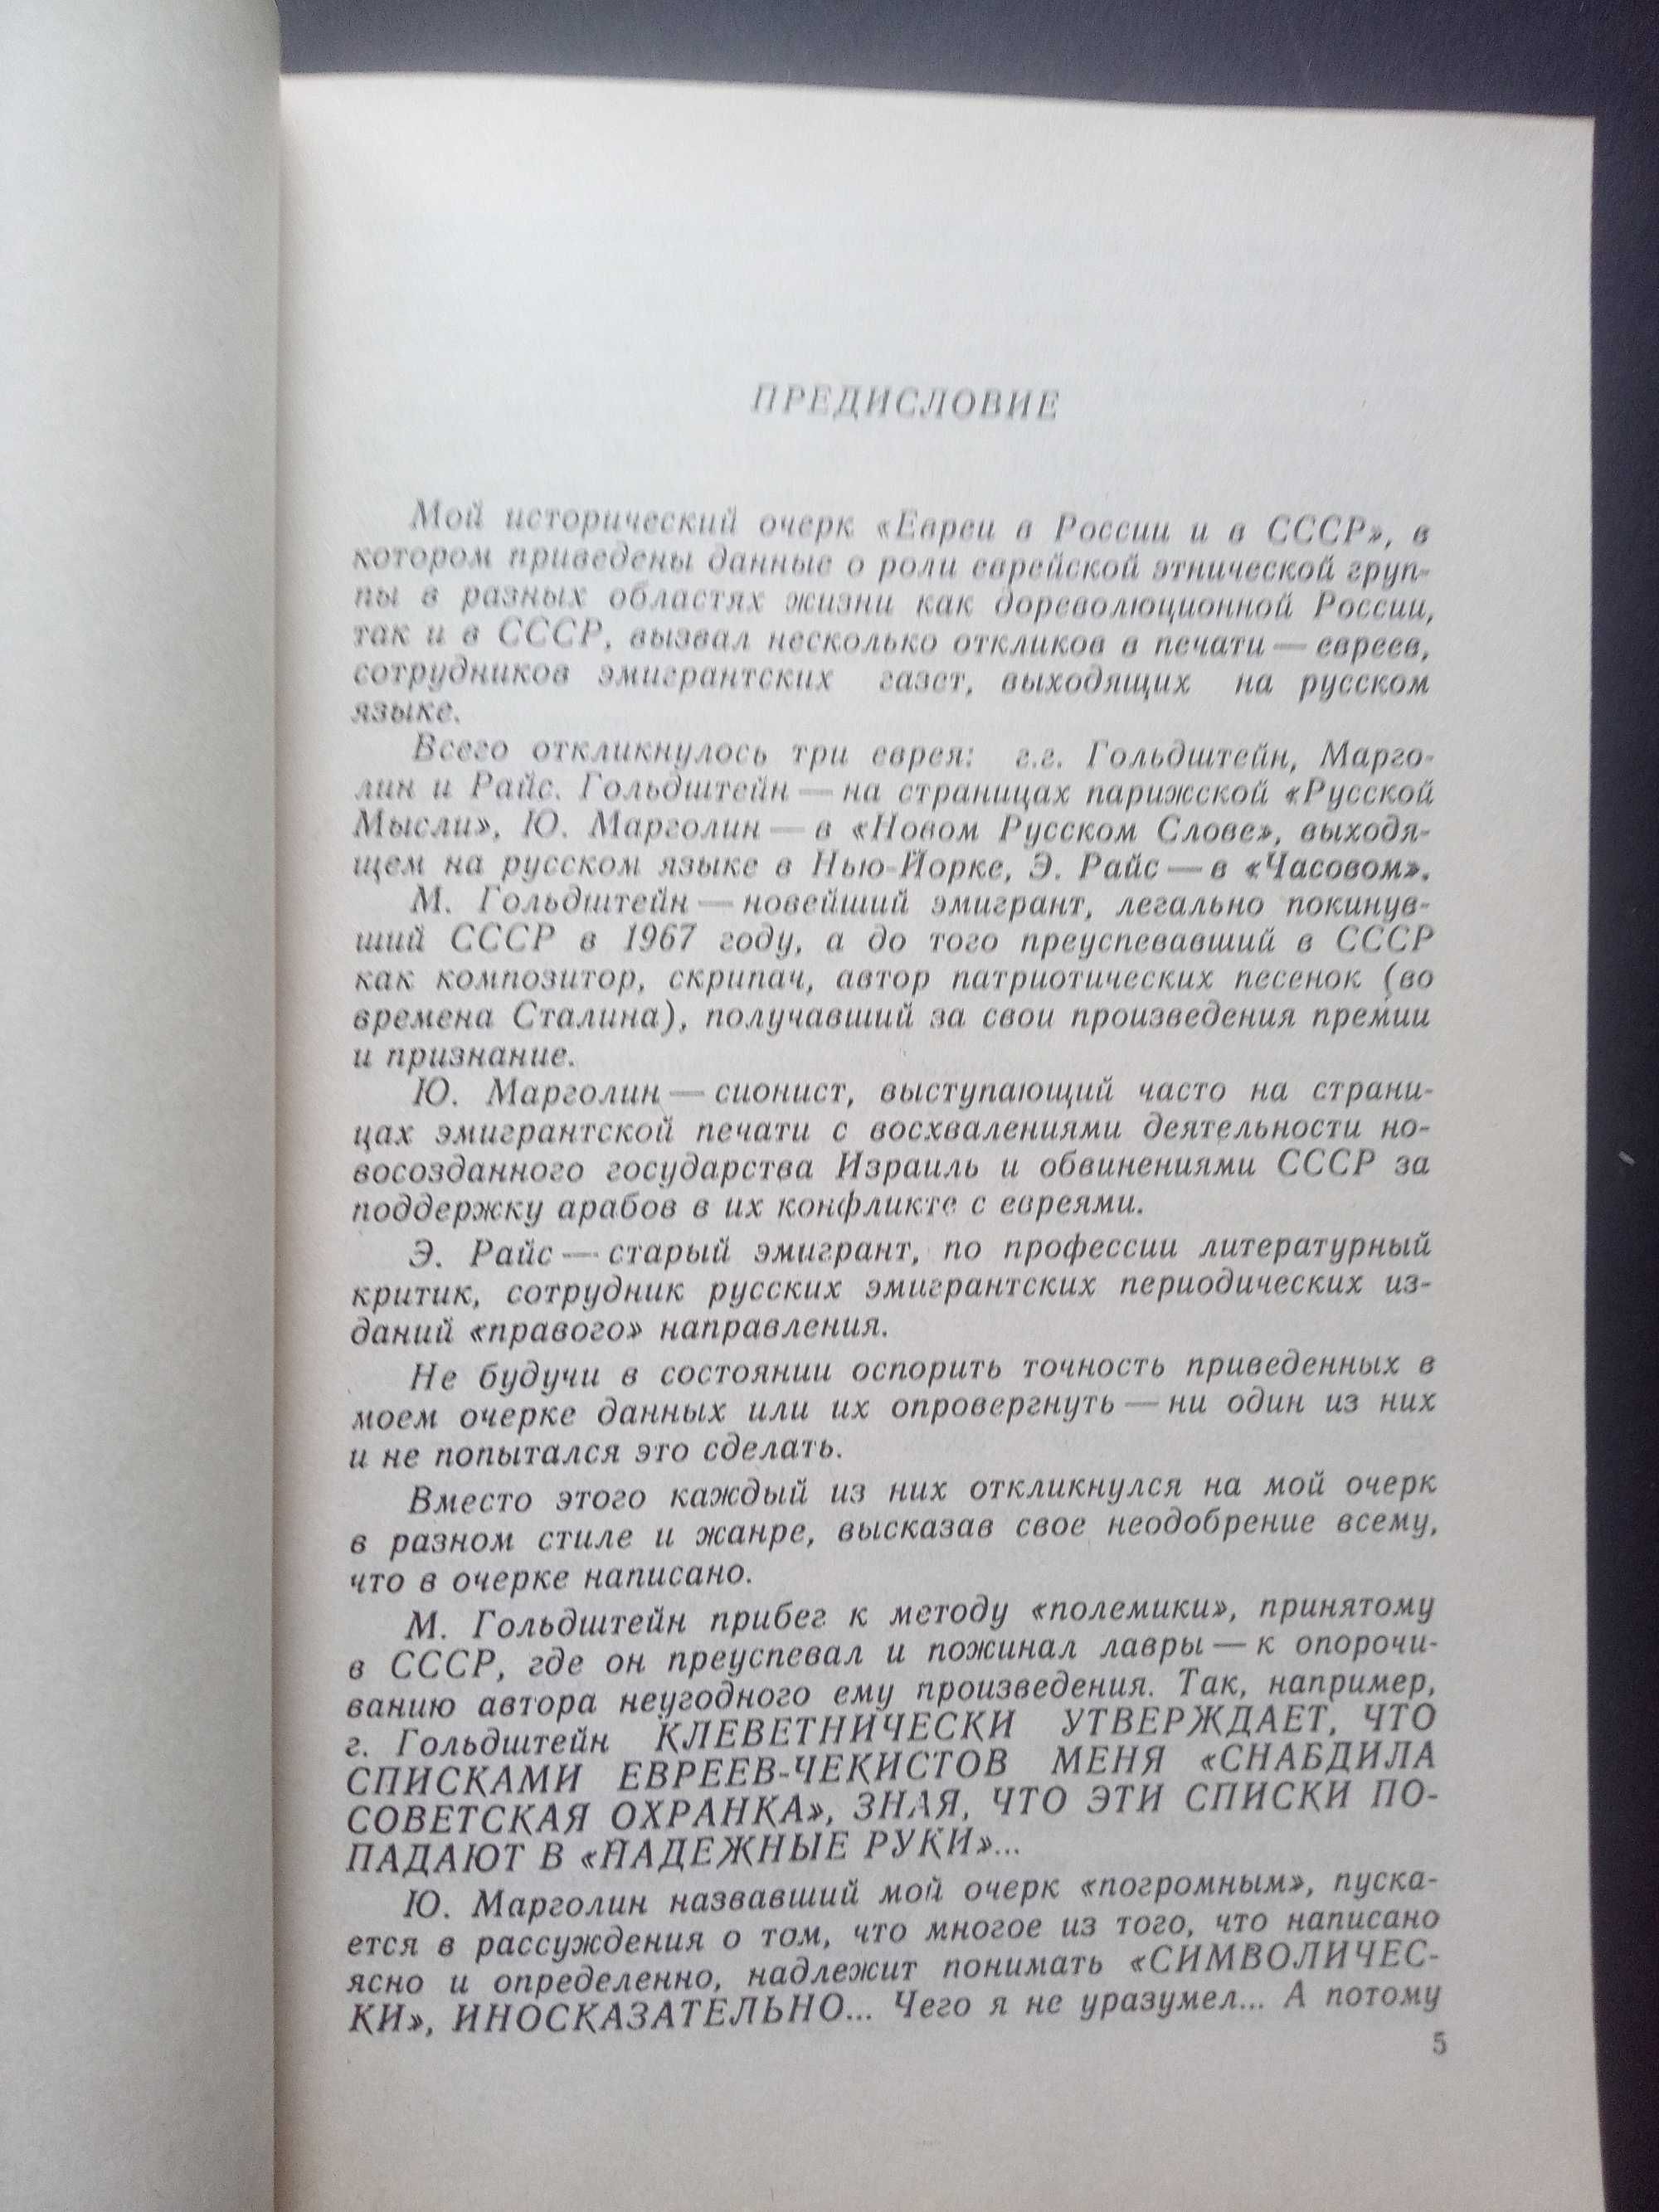 ПРЕДИСЛОВИЕ
Мой исторический очерк «Евреи в России и в СССР», в
котором приведены данные о роли еврейской этнической груп-
пы в разных областях жизни как дореволюционной России,
так и в СССР, вызвал несколько откликов в печати — евреев,
сотрудников эмигрантских газет, выходящих на русском
языке.
Всего откликнулось три еврея: г.г. Гольдштейн, Марго-
лин и Райс. Гольдштейн — на страницах парижской «Русской
Мысли», Ю. Марголин — в «Новом Русском Слове», выходя-
щем на русском языке в Нью-Йорке, Э. Райс — в «Часовом».
М. Гольдштейн — новейший эмигрант, легально покинув-
ший СССР в 1967 году, а до того преуспевавший в СССР
как композитор, скрипач, автор патриотических песенок (во
времена Сталина), получавший за свои произведения премии
и признание.
Ю. Марголин — сионист, выступающий часто на страни-
цах эмигрантской печати с восхвалениями деятельности но-
восозданного государства Израиль и обвинениями СССР за
поддержку арабов в их конфликте с евреями.
Э. Райс — старый эмигрант, по профессии литературный
критик, сотрудник русских эмигрантских периодических из-
даний «правого» направления.
Не будучи в состоянии оспорить точность приведенных в
моем очерке данных или их опровергнуть — ни один из них
и не попытался это сделать.
Вместо этого каждый из них откликнулся на мой очерк
в разном стиле и жанре, высказав свое неодобрение всему,
что в очерке написано.
М. Гольдштейн прибег к методу «полемики», принятому
в СССР, где он преуспевал и пожинал лавры — к опорочи-
ванию автора неугодного ему произведения. Так, например,
г. Гольдштейн КЛЕВЕТНИЧЕСКИ УТВЕРЖДАЕТ, ЧТО
СПИСКАМИ ЕВРЕЕВ-ЧЕКИСТОВ МЕНЯ «СНАБДИЛА
СОВЕТСКАЯ ОХРАНКА», ЗНАЯ, ЧТО ЭТИ СПИСКИ ПО-
ПАДАЮТ В «НАДЕЖНЫЕ РУКИ»...
Ю. Марголин назвавший мой очерк «погромным», пуска-
ется в рассуждения о том, что многое из того, что написано
ясно и определенно, надлежит понимать «СИМВОЛИЧЕС-
КИ», ИНОСКАЗАТЕЛЬНО... Чего я не уразумел... А потому
5